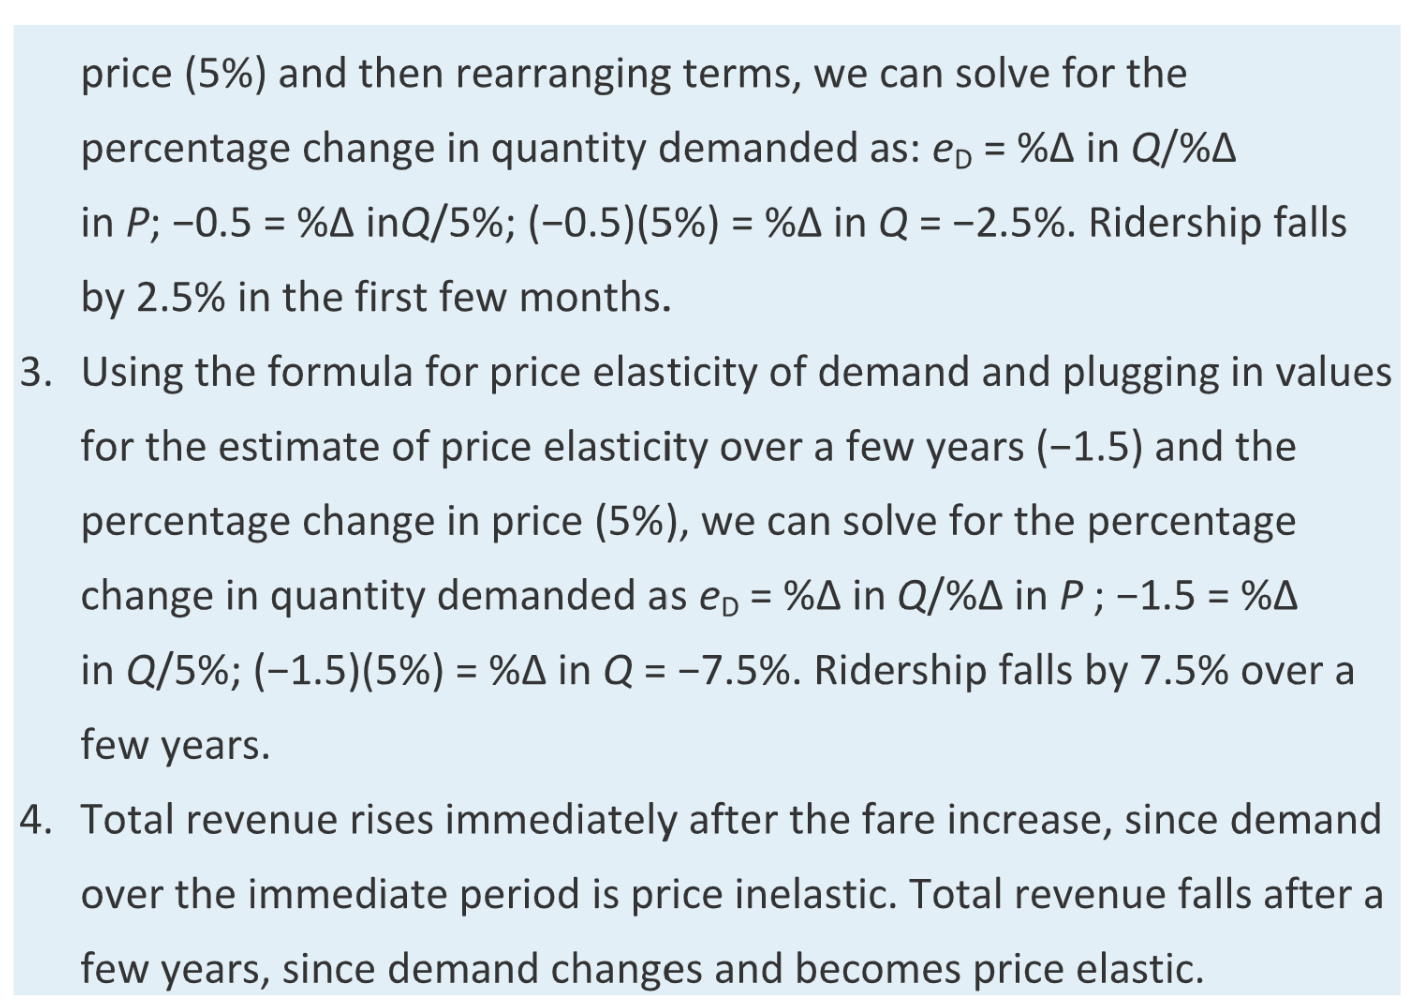 price (5%) and then rearranging terms, we can solve for the
percentage change in quantity demanded as: eD = %Δ in Q/%Δ
in P; −0.5 = %Δ inQ/5%; (−0.5)(5%) = %Δ in Q = −2.5%. Ridership falls
by 2.5% in the first few months.
3. Using the formula for price elasticity of demand and plugging in values
for the estimate of price elasticity over a few years (−1.5) and the
percentage change in price (5%), we can solve for the percentage
change in quantity demanded as eD = %Δ in Q/%Δ in P ; −1.5 = %Δ
in Q/5%; (−1.5)(5%) = %Δ in Q = −7.5%. Ridership falls by 7.5% over a
few years.
4. Total revenue rises immediately after the fare increase, since demand
over the immediate period is price inelastic. Total revenue falls after a
few years, since demand changes and becomes price elastic.